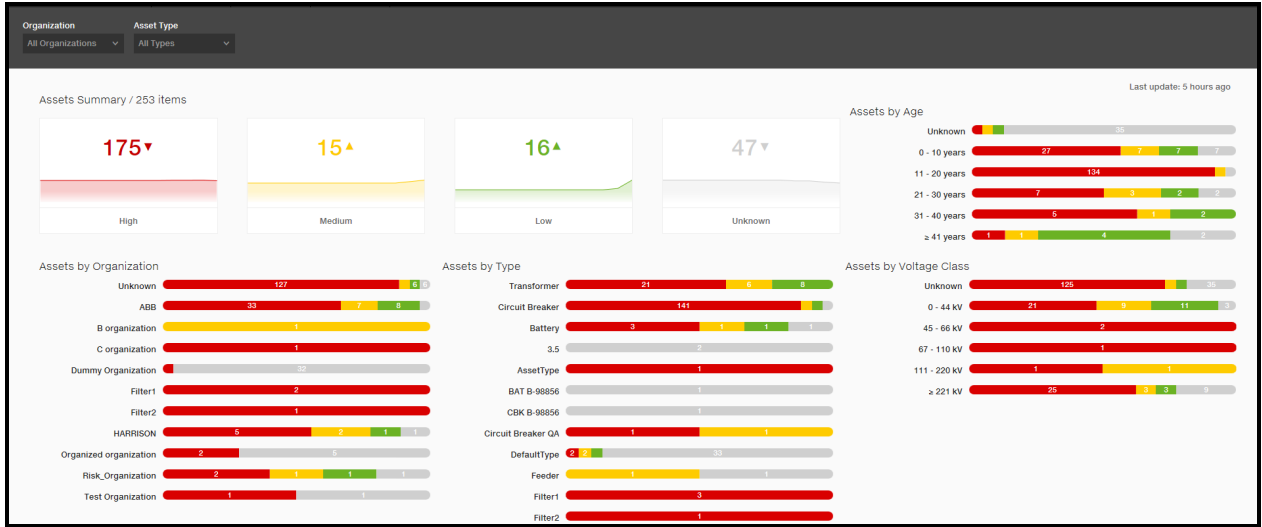 Organization Asset Type
All Organizations All Types
Last update: 5 hours ago
Assets Summary / 253 items
175 15 16 47
High Medium Low Unknown
Assets by Age
Unknown 35
0 - 10 years 27 7 7 7
11 - 20 years 134
21 - 30 years 7 3 2 2
31 - 40 years 5 1 2
≥ 41 years 1 1 4 2
Assets by Organization
Unknown 127 6 6
ABB 33 7 8
B organization 1
C organization 1
Dummy Organization 32
Filter1 2
Filter2 1
HARRISON 5 2 1 1
Organized organization 2 5
Risk_Organization 2 1 1 1
Test Organization 1 1
Assets by Type
Transformer 21 6 8
Circuit Breaker 141
Battery 3 1 1 1
3.5 2
AssetType 1
BAT B-98856 1
CBK B-98856 1
Circuit Breaker QA 1 1
DefaultType 2 2 33
Feeder 1 1
Filter1 3
Filter2 1
Assets by Voltage Class
Unknown 125 35
0 - 44 kV 21 9 11 3
45 - 66 kV 2
67 - 110 kV 1
111 - 220 kV 1 1
≥ 221 kV 25 3 3 9